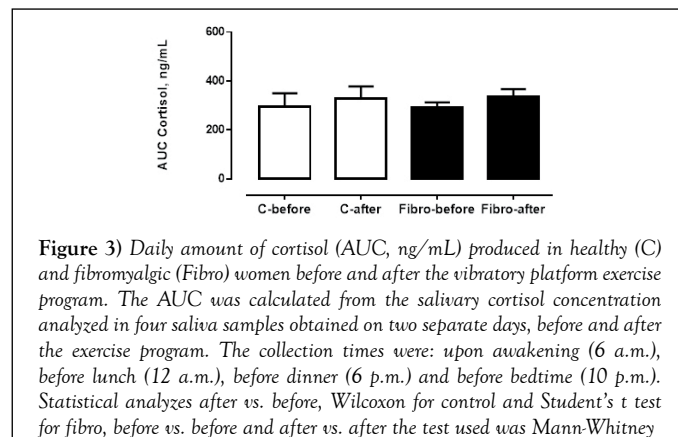 600
400
200
0
AUC Cortisol, ng/mL
C-before C-after Fibro-before Fibro-after
Figure 3) Daily amount of cortisol (AUC, ng/mL) produced in healthy (C)
and fibromyalgic (Fibro) women before and after the vibratory platform exercise
program. The AUC was calculated from the salivary cortisol concentration
analyzed in four saliva samples obtained on two separate days, before and after
the exercise program. The collection times were: upon awakening (6 a.m.),
before lunch (12 a.m.), before dinner (6 p.m.) and before bedtime (10 p.m.).
Statistical analyzes after vs. before, Wilcoxon for control and Student's t test
for fibro, before vs. before and after vs. after the test used was Mann-Whitney